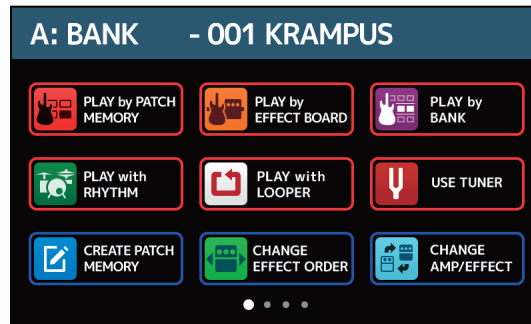 A: BANK - 001 KRAMPUS
PLAY by PATCH
MEMORY
PLAY by
EFFECT BOARD
PLAY by
BANK
PLAY with
RHYTHM
PLAY with
LOOPER
USE TUNER
CREATE PATCH
MEMORY
CHANGE
EFFECT ORDER
CHANGE
AMP/EFFECT